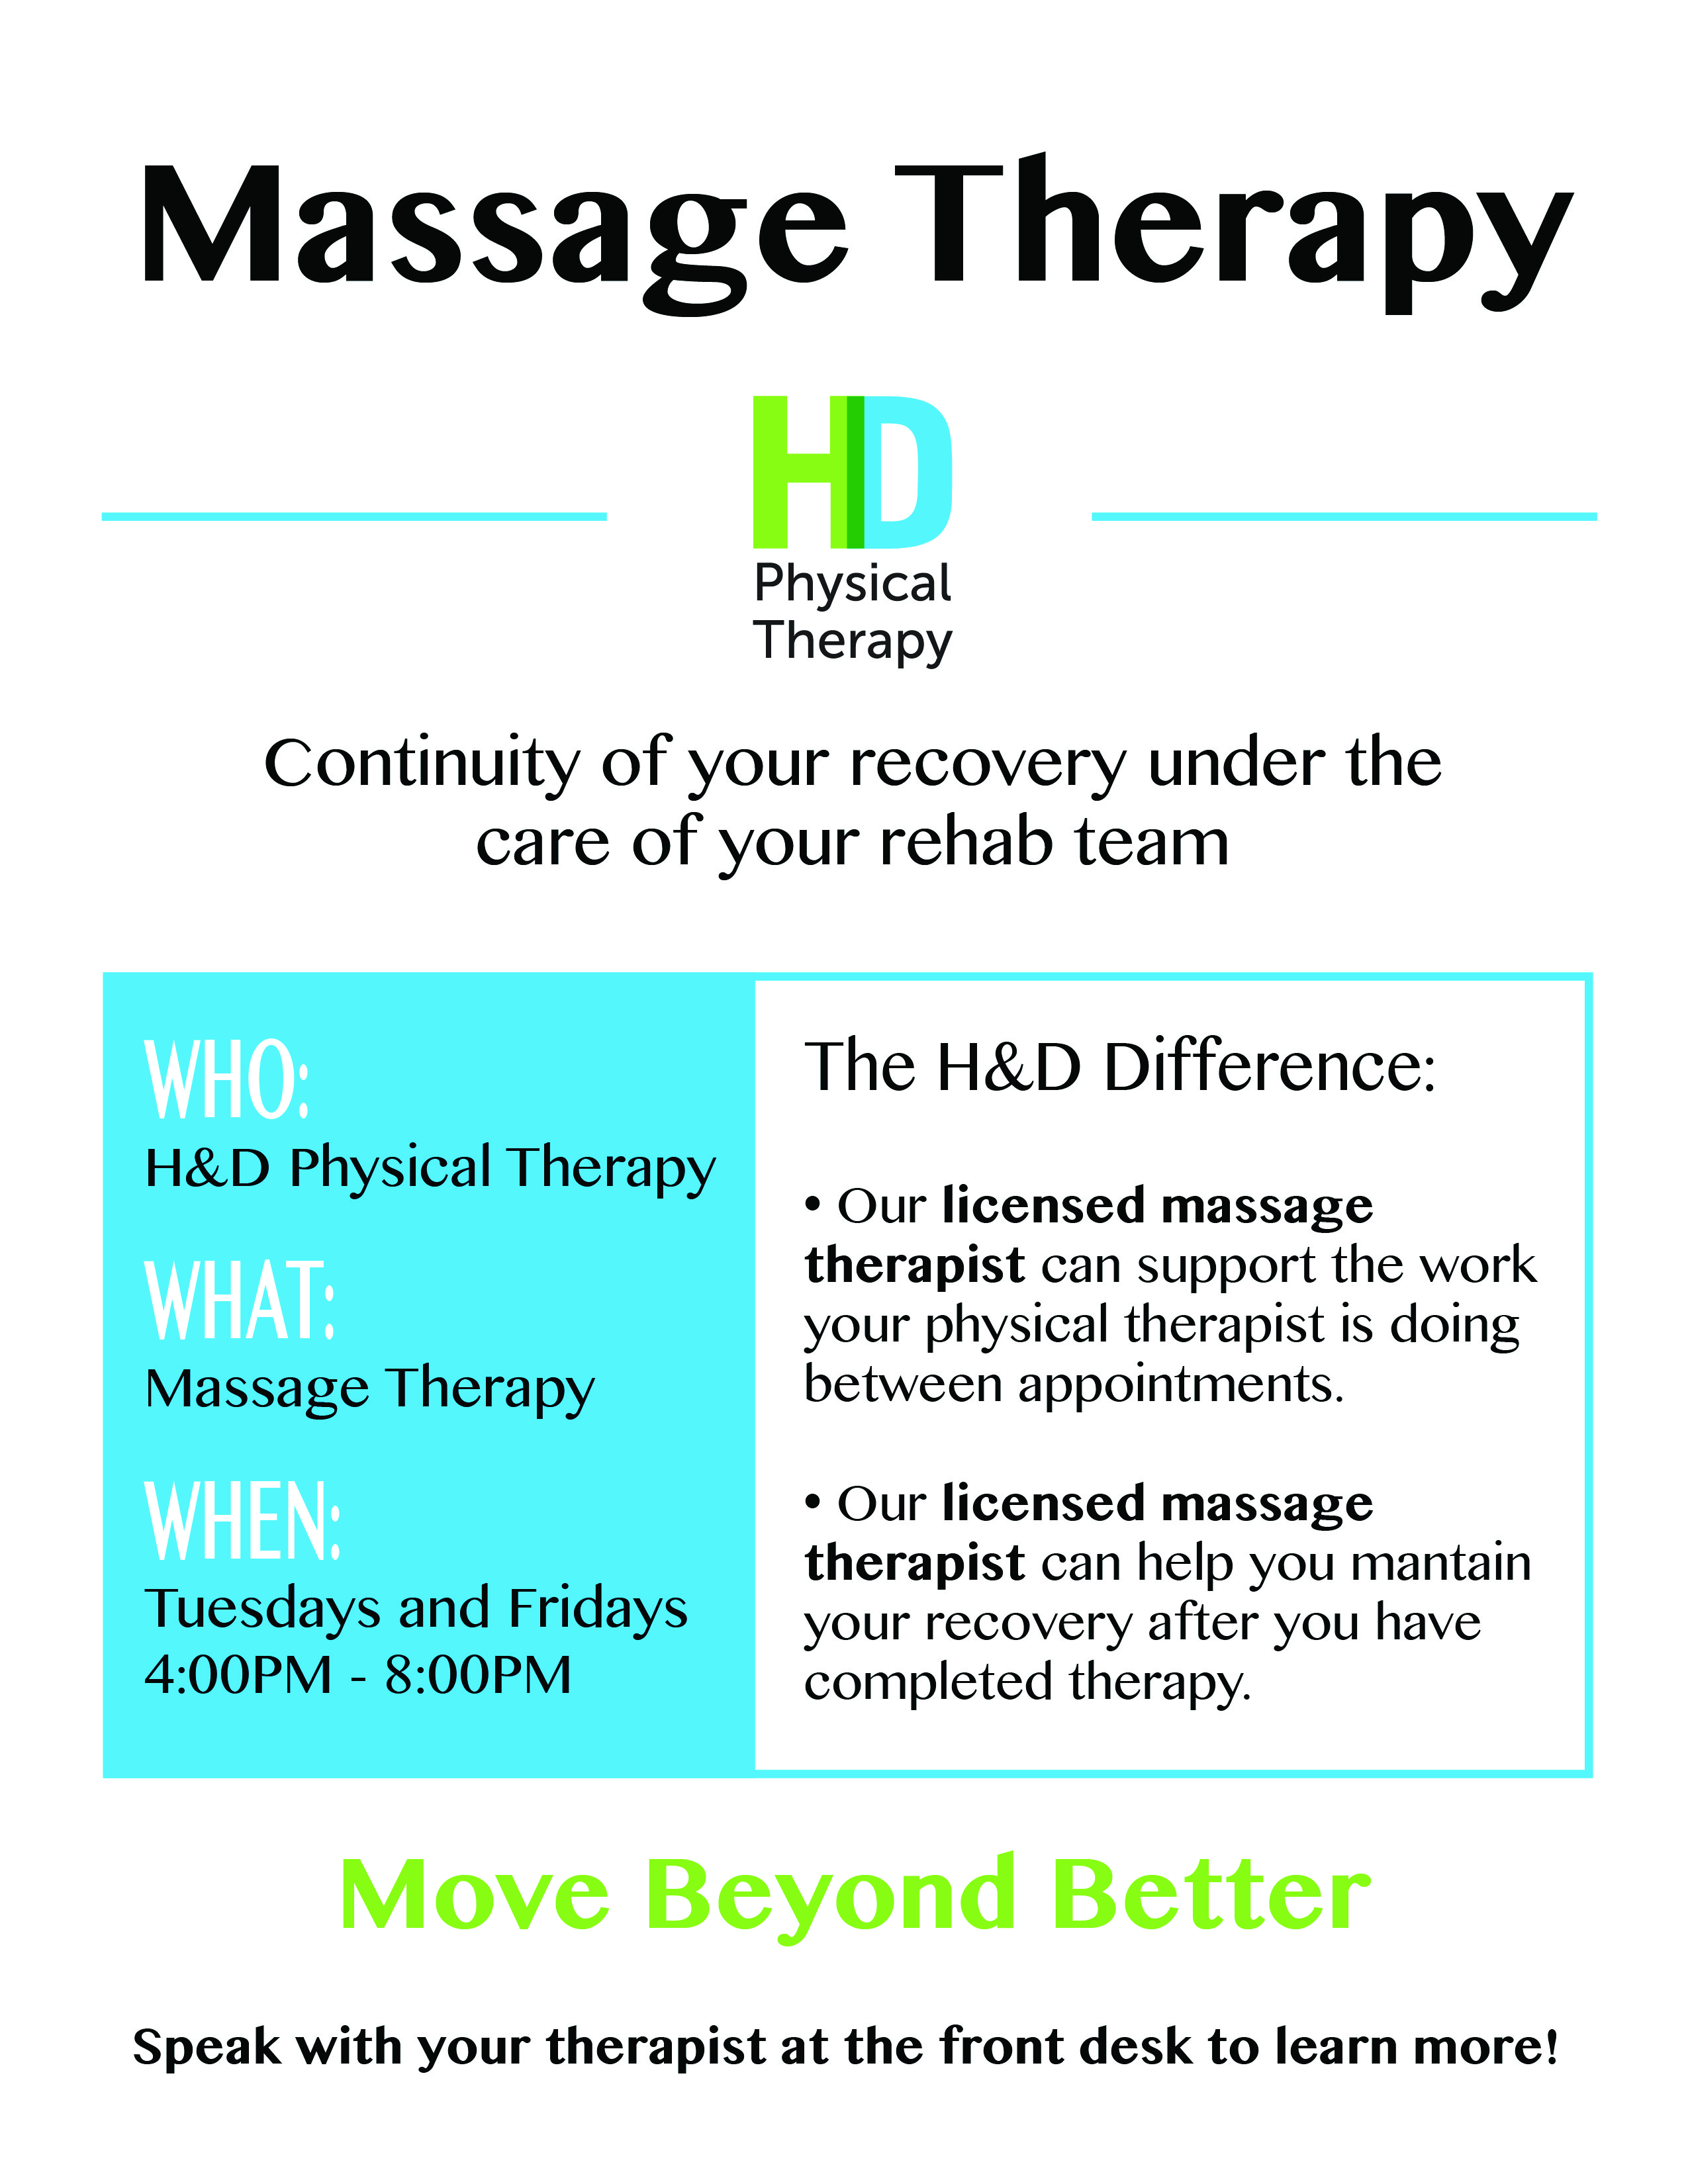 Massage Therapy
HD
Physical
Therapy
Continuity of your recovery under the
care of your rehab team
WHO:
H&D Physical Therapy
WHAT:
Massage Therapy
WHEN:
Tuesdays and Fridays
4:00PM - 8:00PM
The H&D Difference:
• Our licensed massage
therapist can support the work
your physical therapist is doing
between appointments.
• Our licensed massage
therapist can help you mantain
your recovery after you have
completed therapy.
Move Beyond Better
Speak with your therapist at the front desk to learn more!